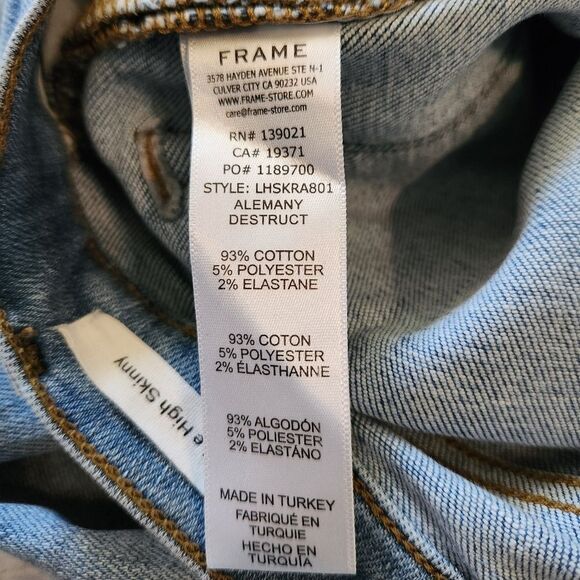 FRAME
3578 HAYDEN AVENUE STE N-1
CULVER CITY CA 90232 USA
WWW.FRAME-STORE.COM
care@frame-store.com
RN# 139021
CA# 19371
PO# 1189700
STYLE: LHSKRA801
ALEMANY
DESTRUCT
93% COTTON
5% POLYESTER
2% ELASTANE
93% COTON
5% POLYESTER
2% ÉLASTHANNE
93% ALGODÓN
5% POLIESTER
2% ELASTÁNO
MADE IN TURKEY
FABRIQUÉ EN
TURQUIE
HECHO EN
TURQUÍA
High Skinny